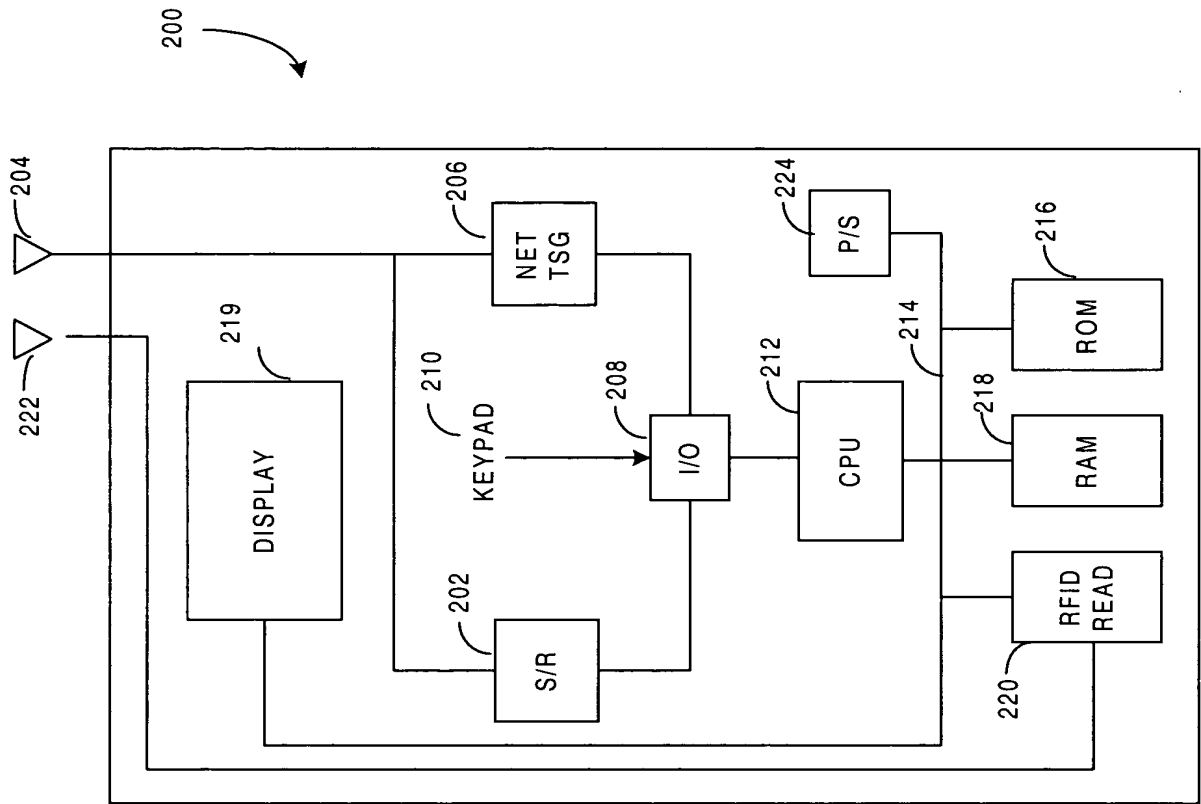 200
204
222
219
DISPLAY
206
NET
TSG
210
KEYPAD
202
S/R
208
I/O
212
CPU
224
P/S
214
216
ROM
218
RAM
220
RFID
READ